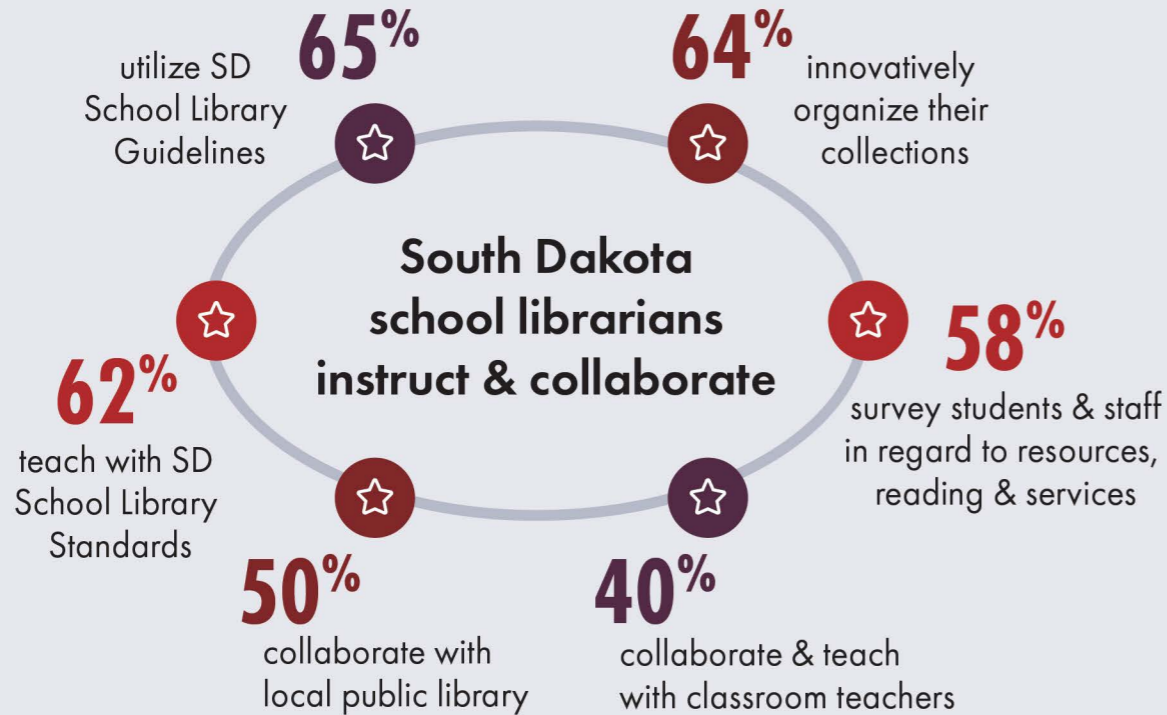 South Dakota
school librarians
instruct & collaborate
65%
utilize SD
School Library
Guidelines
64%
innovatively
organize their
collections
58%
survey students & staff
in regard to resources,
reading & services
40%
collaborate & teach
with classroom teachers
50%
collaborate with
local public library
62%
teach with SD
School Library
Standards